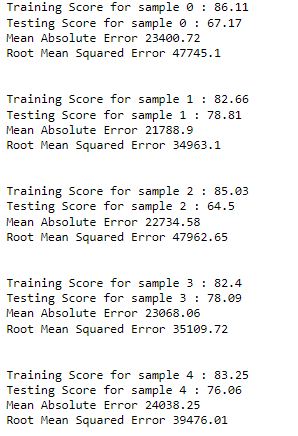 Training Score for sample 0 : 86.11
Testing Score for sample 0 : 67.17
Mean Absolute Error 23400.72
Root Mean Squared Error 47745.1
Training Score for sample 1 : 82.66
Testing Score for sample 1 : 78.81
Mean Absolute Error 21788.9
Root Mean Squared Error 34963.1
Training Score for sample 2 : 85.03
Testing Score for sample 2 : 64.5
Mean Absolute Error 22734.58
Root Mean Squared Error 47962.65
Training Score for sample 3 : 82.4
Testing Score for sample 3 : 78.09
Mean Absolute Error 23068.06
Root Mean Squared Error 35109.72
Training Score for sample 4 : 83.25
Testing Score for sample 4 : 76.06
Mean Absolute Error 24038.25
Root Mean Squared Error 39476.01